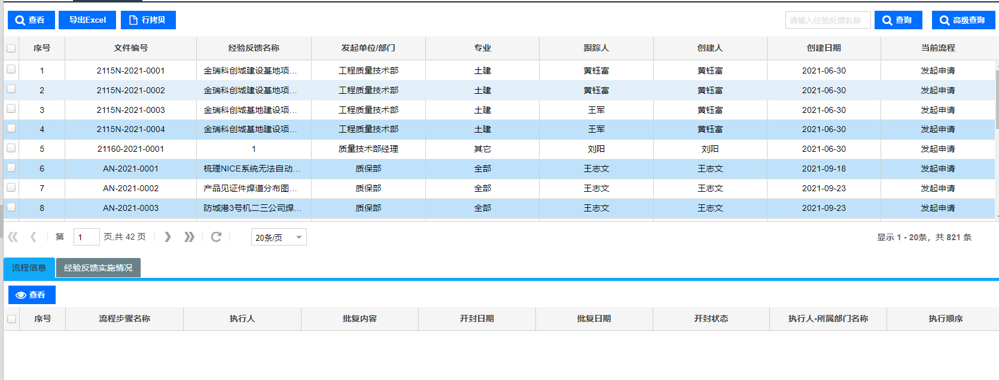 查看 导出Excel 行拷贝 请输入经验反馈名称 查询 高级查询
序号 文件编号 经验反馈名称 发起单位/部门 专业 跟踪人 创建人 创建日期 当前流程
1 2115N-2021-0001 金瑞科创城建设基地项... 工程质量技术部 土建 黄钰富 黄钰富 2021-06-30 发起申请
2 2115N-2021-0002 金瑞科创城建设基地项... 工程质量技术部 土建 黄钰富 黄钰富 2021-06-30 发起申请
3 2115N-2021-0003 金瑞科创城基地建设项... 工程质量技术部 土建 王军 黄钰富 2021-06-30 发起申请
4 2115N-2021-0004 金瑞科创城基地建设项... 工程质量技术部 土建 王军 黄钰富 2021-06-30 发起申请
5 21160-2021-0001 1 质量技术部经理 其它 刘阳 刘阳 2021-06-30 发起申请
6 AN-2021-0001 梳理NICE系统无法自动... 质保部 全部 王志文 王志文 2021-09-18 发起申请
7 AN-2021-0002 产品见证件焊道分布图... 质保部 全部 王志文 王志文 2021-09-23 发起申请
8 AN-2021-0003 防城港3号机二三公司焊... 质保部 全部 王志文 王志文 2021-09-23 发起申请
第 1 页,共 42 页 20条/页 显示 1 - 20条，共 821 条
流程信息 经验反馈实施情况
查看
序号 流程步骤名称 执行人 批复内容 开封日期 批复日期 开封状态 执行人-所属部门名称 执行顺序